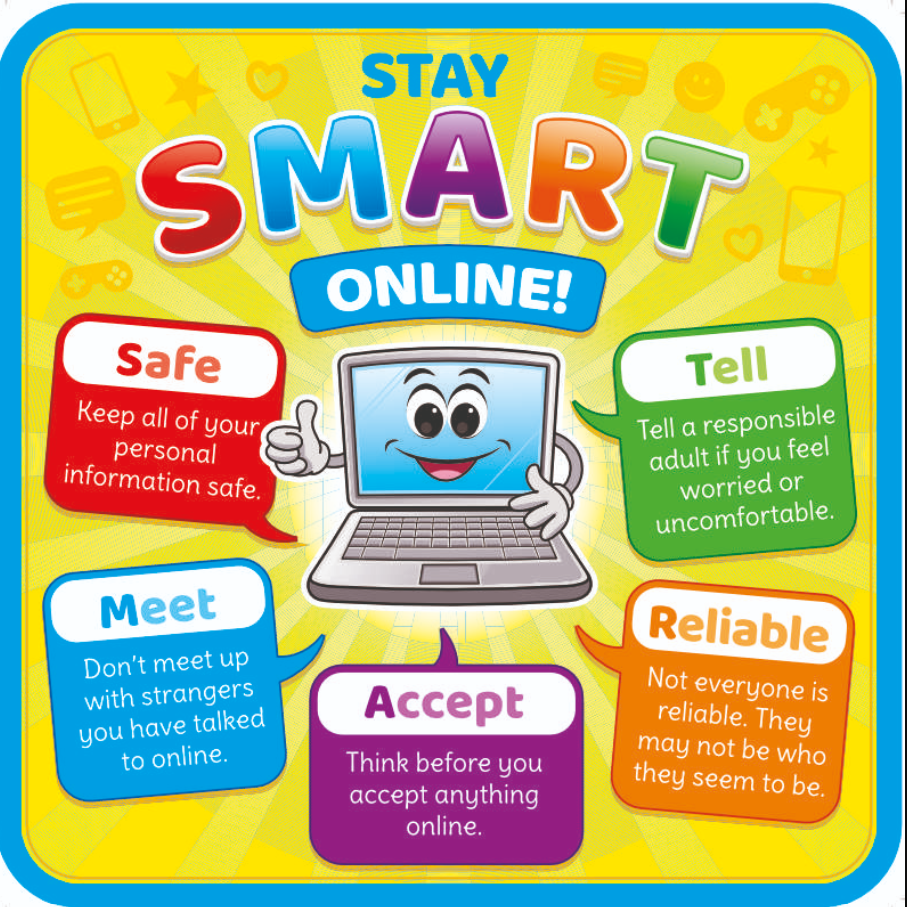 STAY
SMART
ONLINE!
Safe
Keep all of your
personal
information safe.
Meet
Don't meet up
with strangers
you have talked
to online.
Accept
Think before you
accept anything
online.
Reliable
Not everyone is
reliable. They
may not be who
they seem to be.
Tell
Tell a responsible
adult if you feel
worried or
uncomfortable.